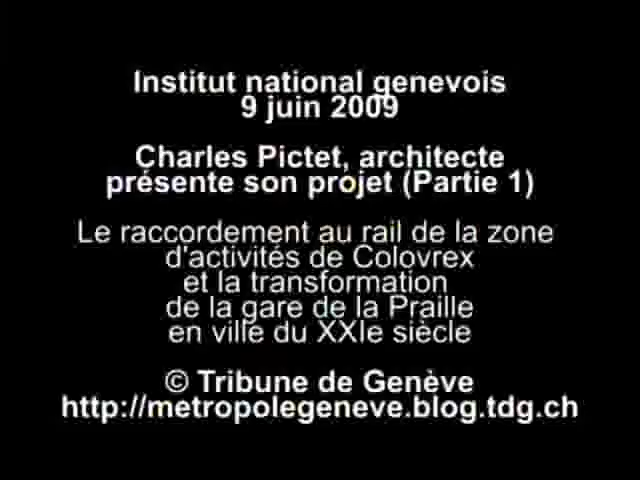 Institut national genevois
9 juin 2009
Charles Pictet, architecte
présente son projet (Partie 1)
Le raccordement au rail de la zone
d'activités de Colovrex
et la transformation
de la gare de la Praille
en ville du XXIe siècle
© Tribune de Genève
http://metropolegeneve.blog.tdg.ch